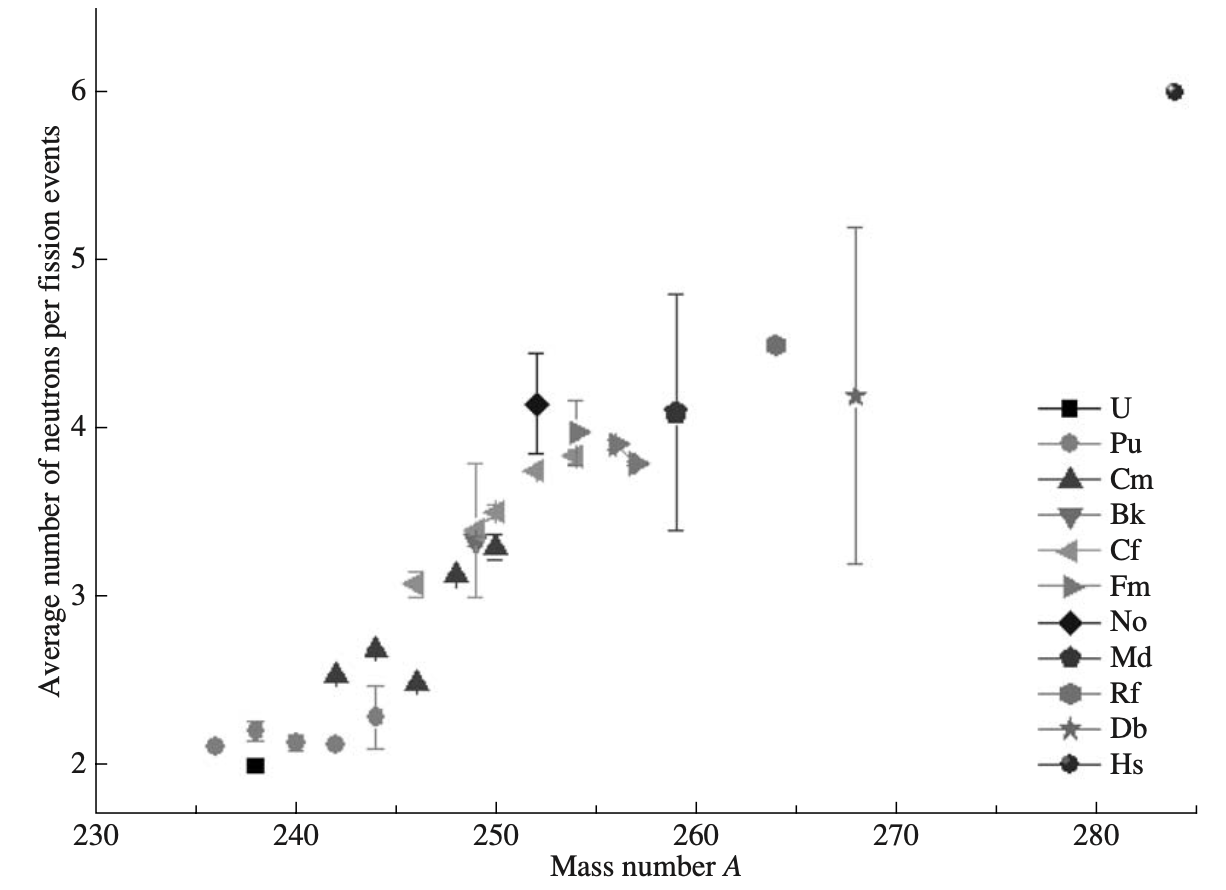 6
5
4
3
2
Average number of neutrons per fission events
U
Pu
Cm
Bk
Cf
Fm
No
Md
Rf
Db
Hs
230 240 250 260 270 280
Mass number A